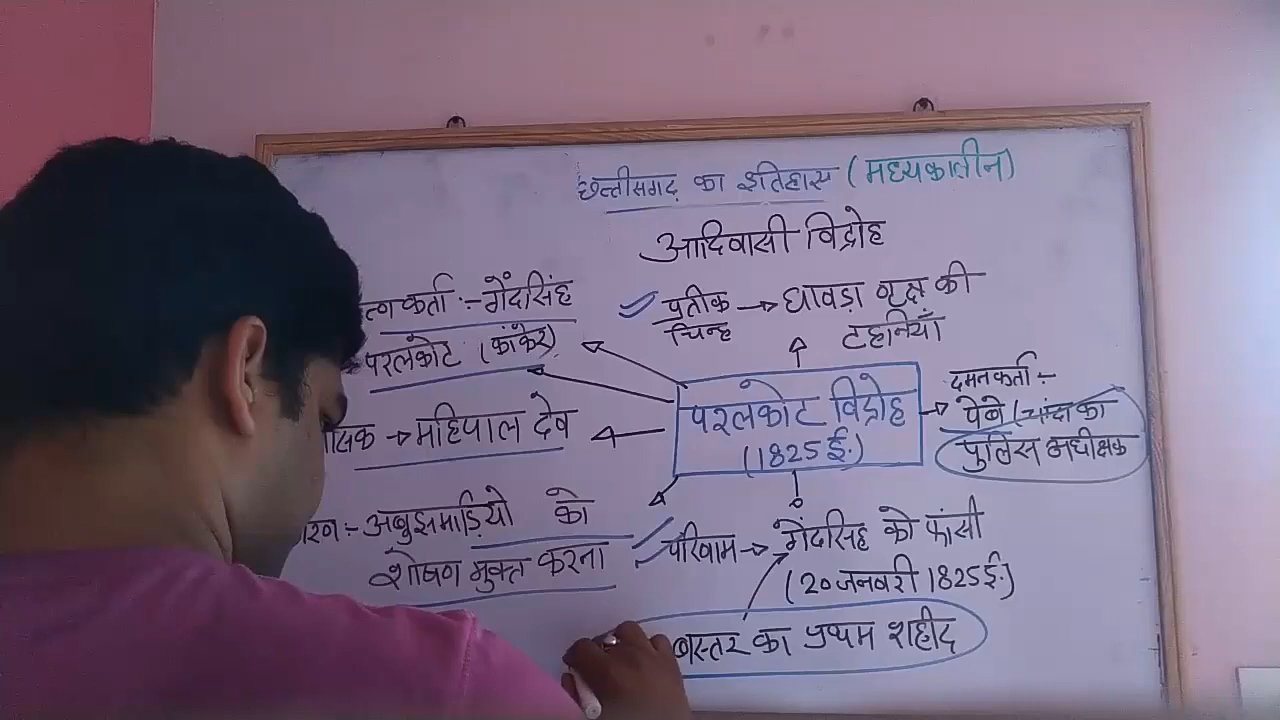 छत्तीसगढ़ का इतिहास (मध्यकालीन)
आदिवासी विद्रोह
गेंदसिंह
परलकोट (कांकेर)
प्रतीक चिन्ह → धावड़ा वृक्ष की
टहनियाँ
→ महिपाल देव
परलकोट विद्रोह
(1825 ई.)
दमनकर्ता :-
पेबे (चांदा का
पुलिस अधीक्षक
:- अबुझमाड़ियो को
शोषण मुक्त करना
परिणाम → गेंदसिंह को फांसी
(20 जनवरी 1825 ई.)
बस्तर का प्रथम शहीद